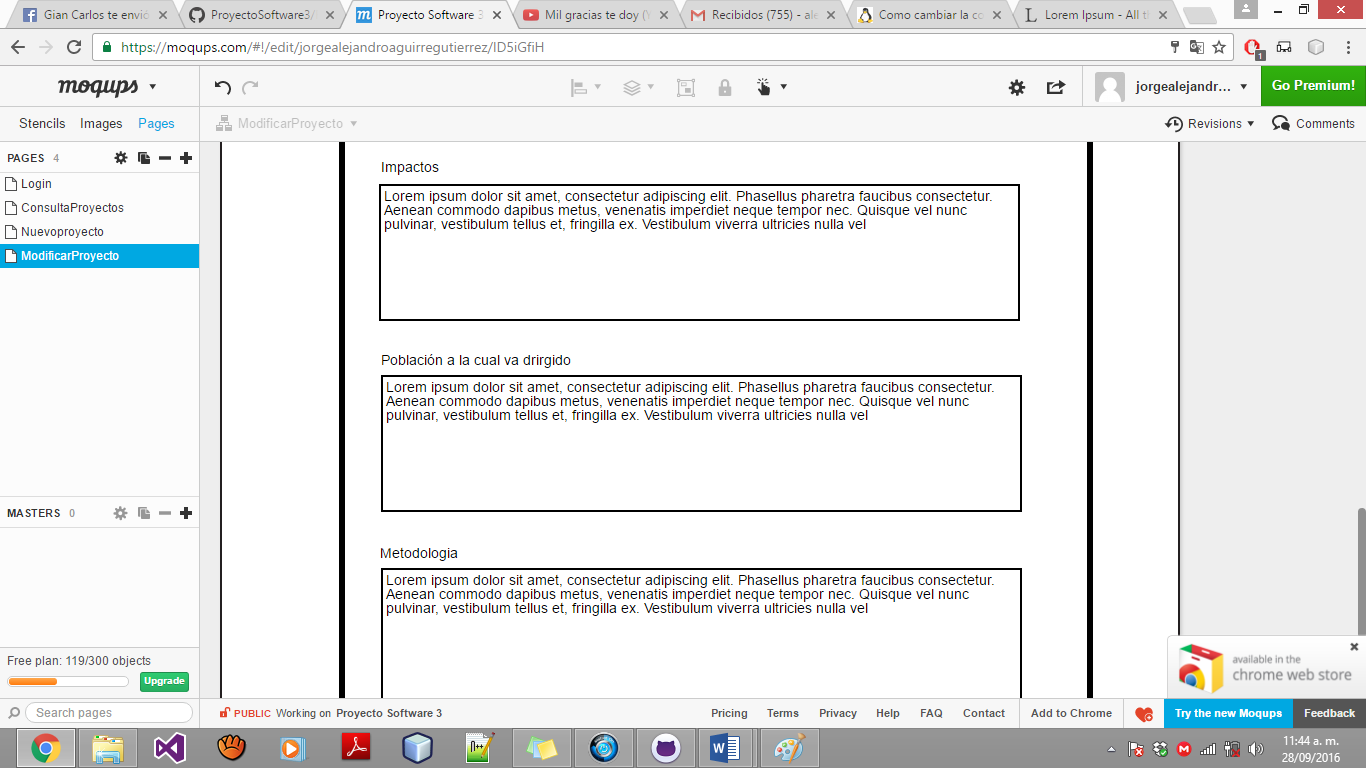 Gian Carlos te envió
ProyectoSoftware3/
Proyecto Software 3
Mil gracias te doy (
Recibidos (755) - ale
Como cambiar la co
Lorem Ipsum - All t
https://moqups.com/#!/edit/jorgealejandroaguirregutierrez/ID5iGfiH
1
moqups
jorgealejandr...
Go Premium!
Stencils Images Pages
ModificarProyecto
Revisions
Comments
PAGES 4
Login
ConsultaProyectos
Nuevoproyecto
ModificarProyecto
MASTERS 0
Impactos
Lorem ipsum dolor sit amet, consectetur adipiscing elit. Phasellus pharetra faucibus consectetur.
Aenean commodo dapibus metus, venenatis imperdiet neque tempor nec. Quisque vel nunc
pulvinar, vestibulum tellus et, fringilla ex. Vestibulum viverra ultricies nulla vel
Población a la cual va drirgido
Lorem ipsum dolor sit amet, consectetur adipiscing elit. Phasellus pharetra faucibus consectetur.
Aenean commodo dapibus metus, venenatis imperdiet neque tempor nec. Quisque vel nunc
pulvinar, vestibulum tellus et, fringilla ex. Vestibulum viverra ultricies nulla vel
Metodologia
Lorem ipsum dolor sit amet, consectetur adipiscing elit. Phasellus pharetra faucibus consectetur.
Aenean commodo dapibus metus, venenatis imperdiet neque tempor nec. Quisque vel nunc
pulvinar, vestibulum tellus et, fringilla ex. Vestibulum viverra ultricies nulla vel
Free plan: 119/300 objects
Upgrade
available in the
chrome web store
Search pages
PUBLIC Working on Proyecto Software 3
Pricing Terms Privacy Help FAQ Contact Add to Chrome
Try the new Moqups
Feedback
11:44 a. m.
28/09/2016